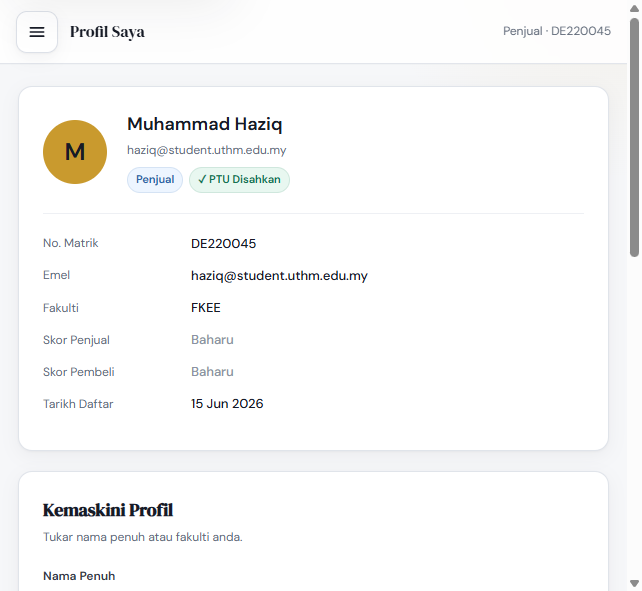 Profil Saya
Penjual · DE220045
M
Muhammad Haziq
haziq@student.uthm.edu.my
Penjual
✓ PTU Disahkan
No. Matrik
DE220045
Emel
haziq@student.uthm.edu.my
Fakulti
FKEE
Skor Penjual
Baharu
Skor Pembeli
Baharu
Tarikh Daftar
15 Jun 2026
Kemaskini Profil
Tukar nama penuh atau fakulti anda.
Nama Penuh